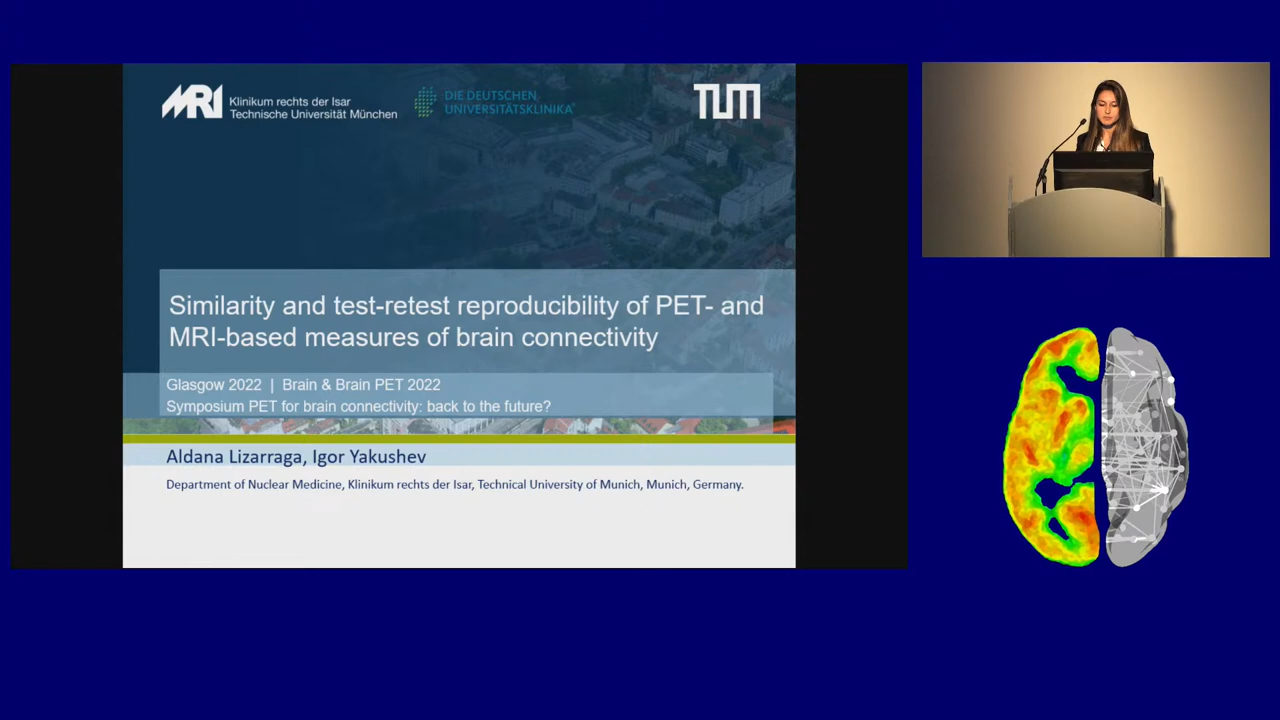 MRI Klinikum rechts der Isar
Technische Universität München
DIE DEUTSCHEN
UNIVERSITÄTSKLINIKA®
TUM
Similarity and test-retest reproducibility of PET- and
MRI-based measures of brain connectivity
Glasgow 2022 | Brain & Brain PET 2022
Symposium PET for brain connectivity: back to the future?
Aldana Lizarraga, Igor Yakushev
Department of Nuclear Medicine, Klinikum rechts der Isar, Technical University of Munich, Munich, Germany.